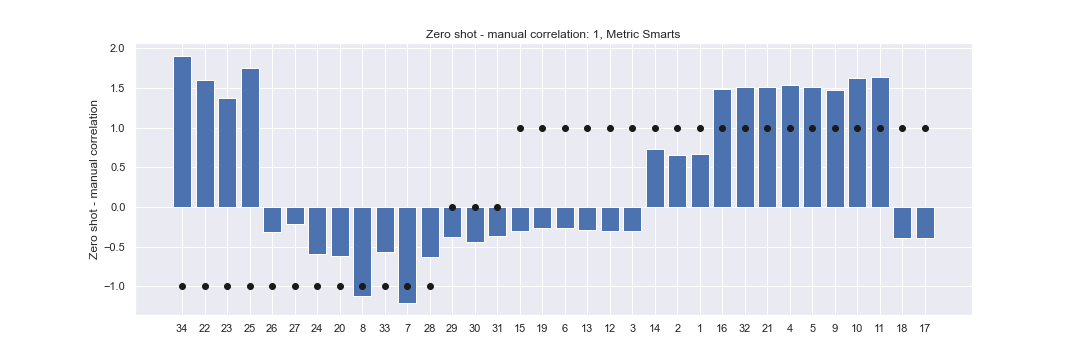 Zero shot - manual correlation: 1, Metric Smarts
Zero shot - manual correlation
2.0
1.5
1.0
0.5
0.0
−0.5
−1.0
34 22 23 25 26 27 24 20 8 33 7 28 29 30 31 15 19 6 13 12 3 14 2 1 16 32 21 4 5 9 10 11 18 17